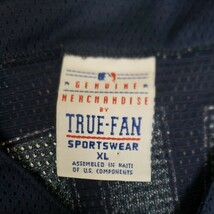 GENUINE
MERCHANDISE
BY
TRUE-FAN
SPORTSWEAR
XL
ASSEMBLED IN HAITI
OF U.S. COMPONENTS